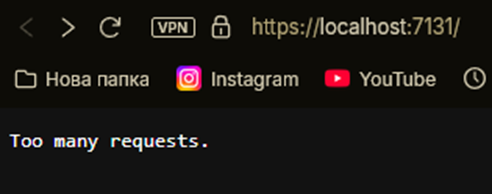 VPN https://localhost:7131/
Нова папка Instagram YouTube
Too many requests.